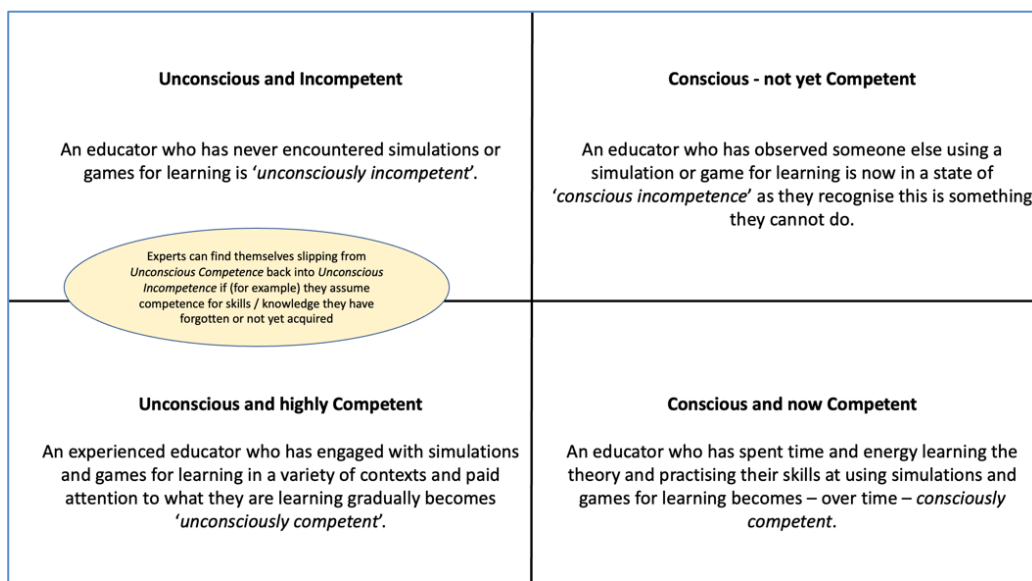 Unconscious and Incompetent
An educator who has never encountered simulations or
games for learning is ‘unconsciously incompetent’.
Conscious - not yet Competent
An educator who has observed someone else using a
simulation or game for learning is now in a state of
‘conscious incompetence’ as they recognise this is something
they cannot do.
Experts can find themselves slipping from
Unconscious Competence back into Unconscious
Incompetence if (for example) they assume
competence for skills / knowledge they have
forgotten or not yet acquired
Unconscious and highly Competent
An experienced educator who has engaged with simulations
and games for learning in a variety of contexts and paid
attention to what they are learning gradually becomes
‘unconsciously competent’.
Conscious and now Competent
An educator who has spent time and energy learning the
theory and practising their skills at using simulations and
games for learning becomes – over time – consciously
competent.